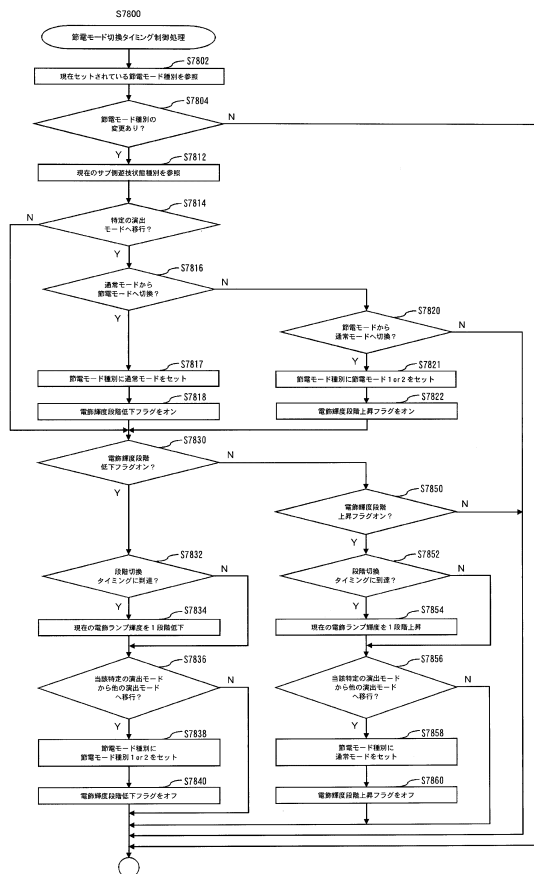 S7800
節電モード切換タイミング制御処理
S7802
現在セットされている節電モード種別を参照
S7804
節電モード種別の
変更あり？
N
Y
S7812
現在のサブ側遊技状態種別を参照
S7814
特定の演出
モードへ移行？
N
Y
S7816
通常モードから
節電モードへ切換？
N
Y
S7820
節電モードから
通常モードへ切換？
N
Y
S7817
節電モード種別に通常モードをセット
S7821
節電モード種別に節電モード1or2をセット
S7818
電飾輝度段階低下フラグをオン
S7822
電飾輝度段階上昇フラグをオン
S7830
電飾輝度段階
低下フラグオン？
N
Y
S7850
電飾輝度段階
上昇フラグオン？
N
Y
S7832
段階切換
タイミングに到達？
N
Y
S7852
段階切換
タイミングに到達？
N
Y
S7834
現在の電飾ランプ輝度を1段階低下
S7854
現在の電飾ランプ輝度を1段階上昇
S7836
当該特定の演出モード
から他の演出モード
へ移行？
N
Y
S7856
当該特定の演出モード
から他の演出モード
へ移行？
N
Y
S7838
節電モード種別に
節電モード種別1or2をセット
S7858
節電モード種別に
通常モードをセット
S7840
電飾輝度段階低下フラグをオフ
S7860
電飾輝度段階上昇フラグをオフ